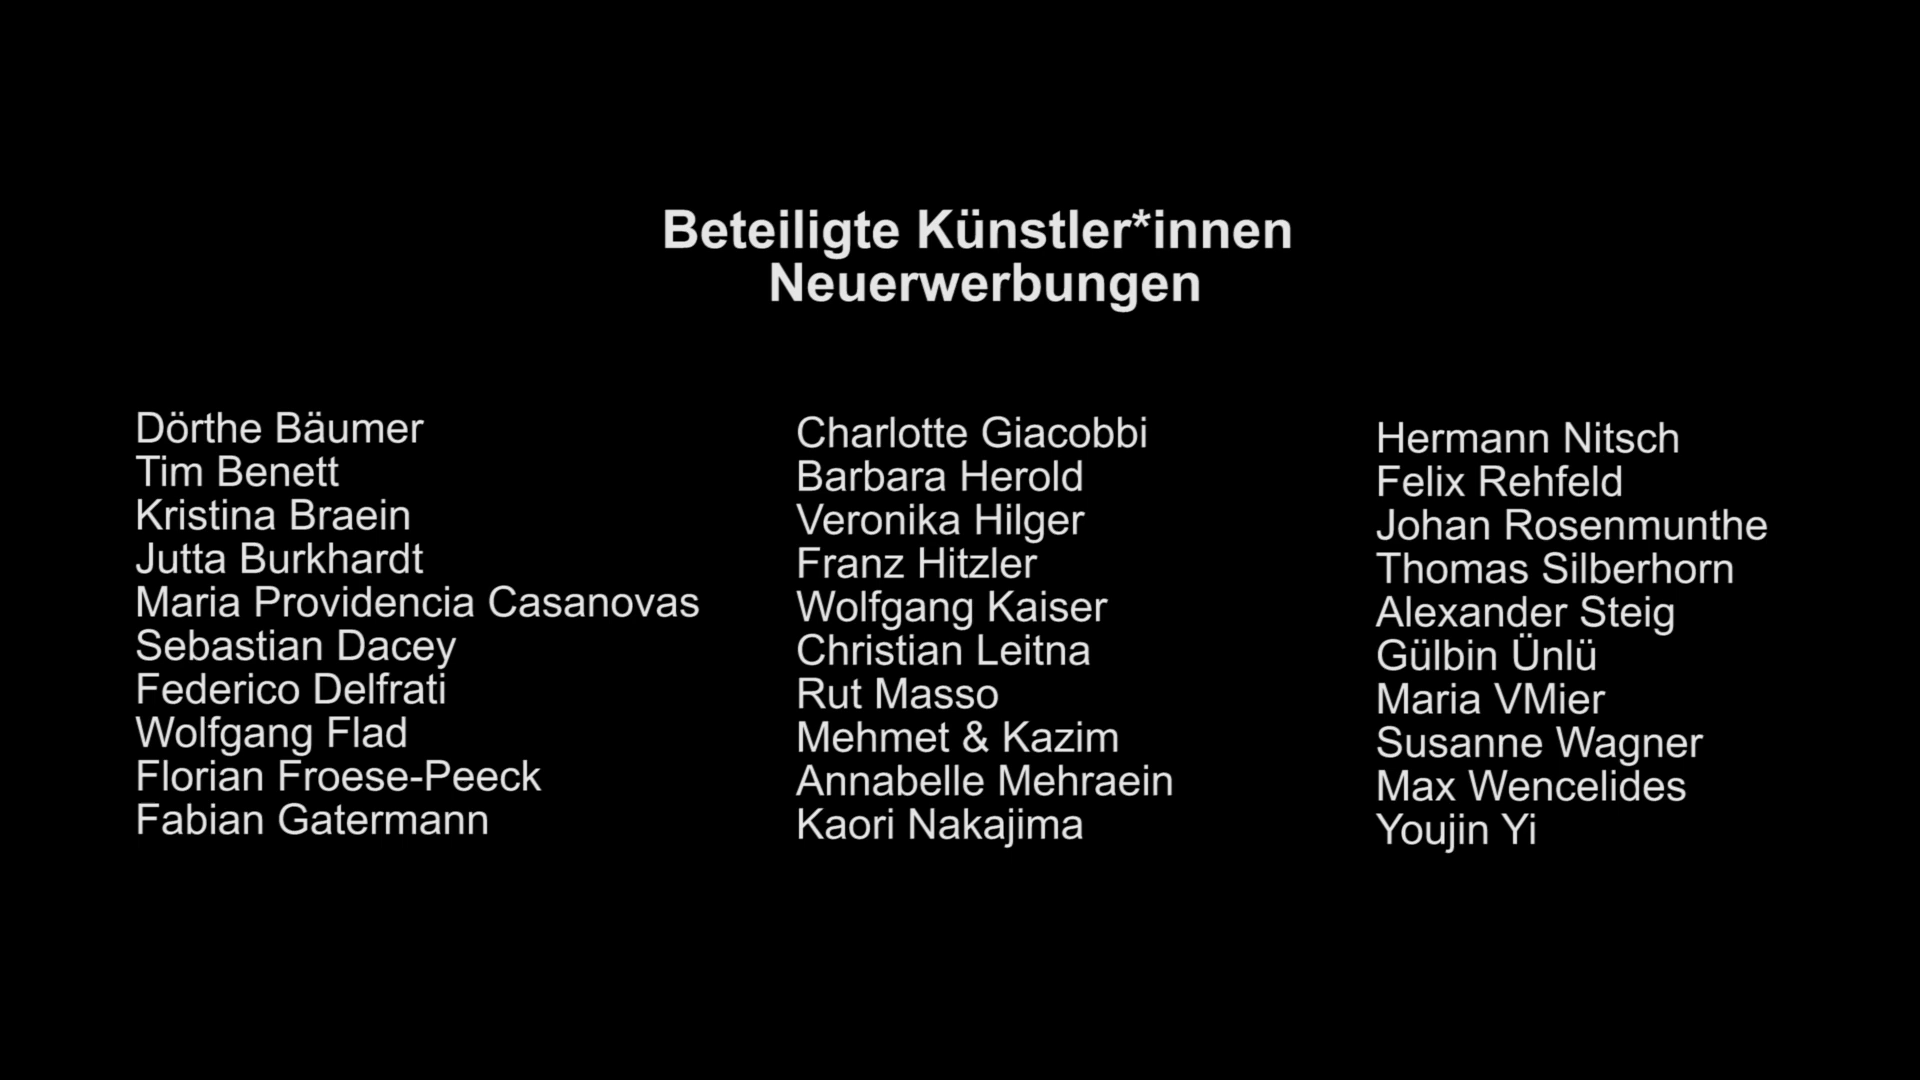 Beteiligte Künstler*innen
Neuerwerbungen
Dörthe Bäumer
Tim Benett
Kristina Braein
Jutta Burkhardt
Maria Providencia Casanovas
Sebastian Dacey
Federico Delfrati
Wolfgang Flad
Florian Froese-Peeck
Fabian Gatermann
Charlotte Giacobbi
Barbara Herold
Veronika Hilger
Franz Hitzler
Wolfgang Kaiser
Christian Leitna
Rut Masso
Mehmet & Kazim
Annabelle Mehraein
Kaori Nakajima
Hermann Nitsch
Felix Rehfeld
Johan Rosenmunthe
Thomas Silberhorn
Alexander Steig
Gülbin Ünlü
Maria VMier
Susanne Wagner
Max Wencelides
Youjin Yi